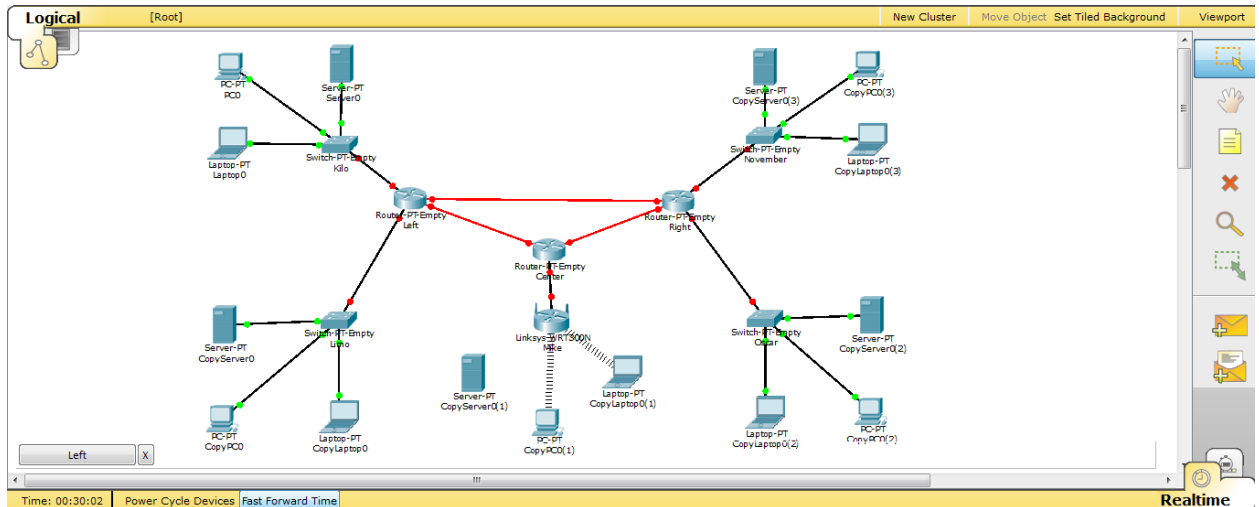 Logical
[Root]
New Cluster
Move Object
Set Tiled Background
Viewport
PC-PT
PC0
Server-PT
Server0
Laptop-PT
Laptop0
Switch-PT-Empty
Kilo
Router-PT-Empty
Left
Server-PT
CopyServer0(3)
PC-PT
CopyPC0(3)
Switch-PT-Empty
November
Laptop-PT
CopyLaptop0(3)
Router-PT-Empty
Right
Router-PT-Empty
Center
Server-PT
CopyServer0
Switch-PT-Empty
Litho
Linksys-WRT300N
Mike
Switch-PT-Empty
Oscar
Server-PT
CopyServer0(2)
Server-PT
CopyServer0(1)
Laptop-PT
CopyLaptop0(1)
PC-PT
CopyPC0
Laptop-PT
CopyLaptop0
PC-PT
CopyPC0(1)
Laptop-PT
CopyLaptop0(2)
PC-PT
CopyPC0(2)
Left
X
Time: 00:30:02
Power Cycle Devices
Fast Forward Time
Realtime